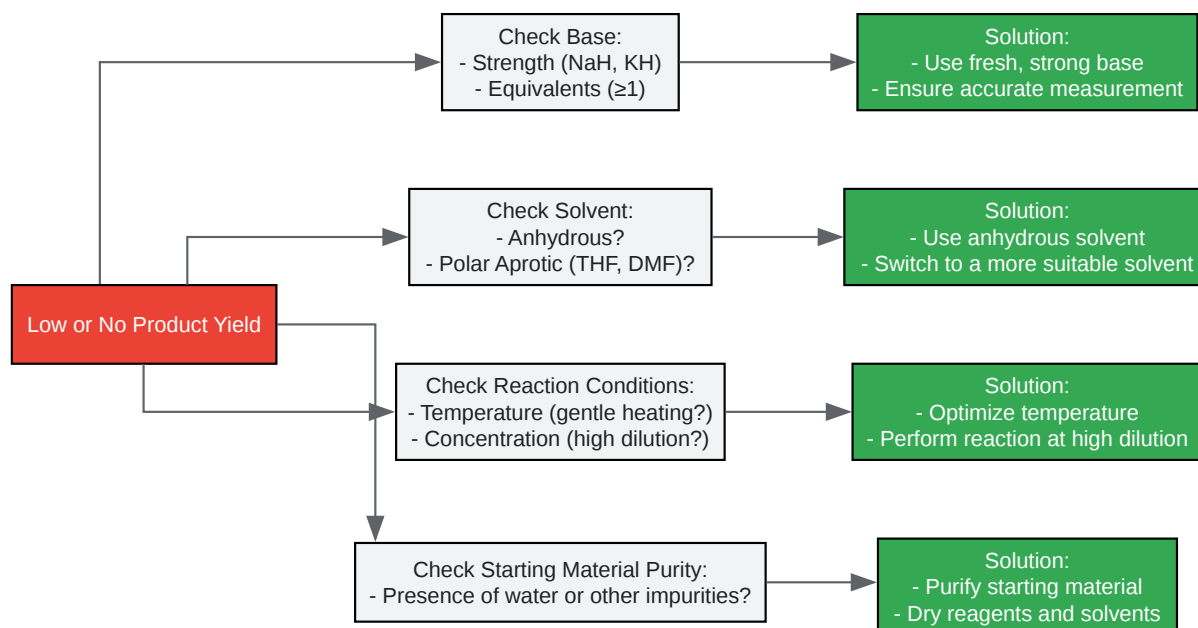 Check Base:
- Strength (NaH, KH)
- Equivalents (≥1)
Solution:
- Use fresh, strong base
- Ensure accurate measurement
Check Solvent:
- Anhydrous?
- Polar Aprotic (THF, DMF)?
Solution:
- Use anhydrous solvent
- Switch to a more suitable solvent
Low or No Product Yield
Check Reaction Conditions:
- Temperature (gentle heating?)
- Concentration (high dilution?)
Solution:
- Optimize temperature
- Perform reaction at high dilution
Check Starting Material Purity:
- Presence of water or other impurities?
Solution:
- Purify starting material
- Dry reagents and solvents